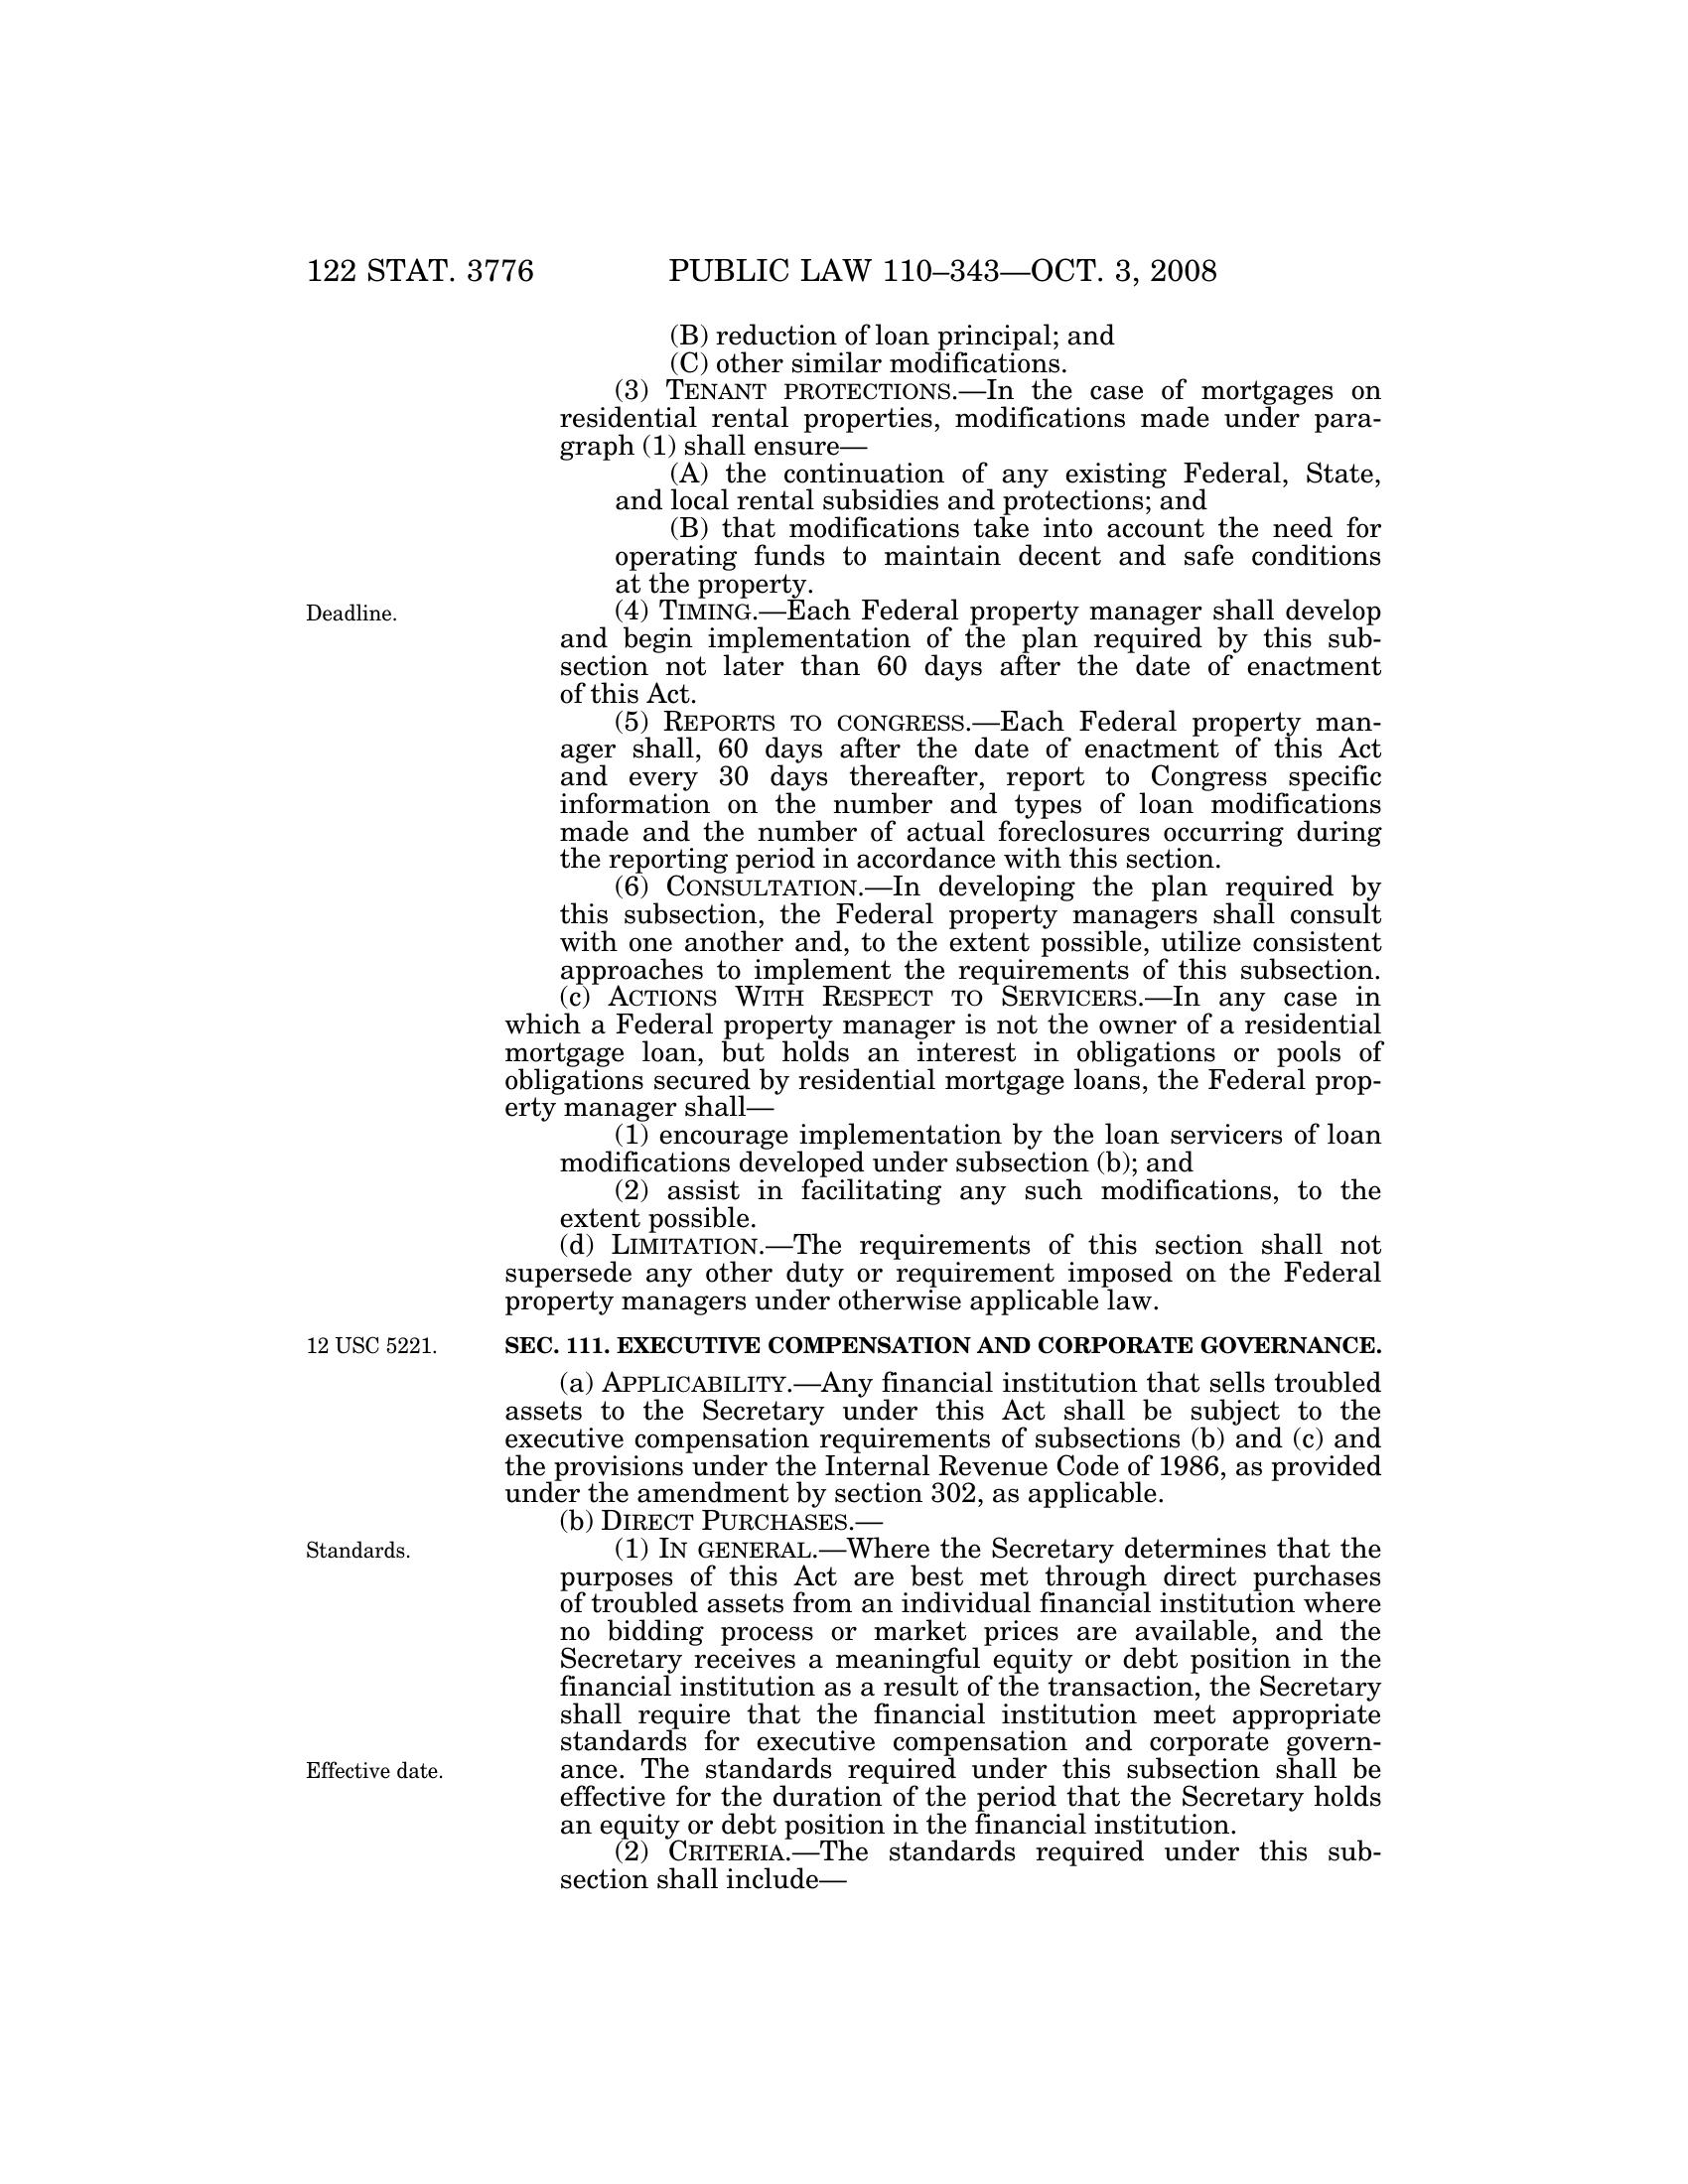 122 STAT. 3776 PUBLIC LAW 110–343—OCT. 3, 2008
(B) reduction of loan principal; and
(C) other similar modifications.
(3) TENANT PROTECTIONS.—In the case of mortgages on
residential rental properties, modifications made under para-
graph (1) shall ensure—
(A) the continuation of any existing Federal, State,
and local rental subsidies and protections; and
(B) that modifications take into account the need for
operating funds to maintain decent and safe conditions
at the property.
Deadline.
(4) TIMING.—Each Federal property manager shall develop
and begin implementation of the plan required by this sub-
section not later than 60 days after the date of enactment
of this Act.
(5) REPORTS TO CONGRESS.—Each Federal property man-
ager shall, 60 days after the date of enactment of this Act
and every 30 days thereafter, report to Congress specific
information on the number and types of loan modifications
made and the number of actual foreclosures occurring during
the reporting period in accordance with this section.
(6) CONSULTATION.—In developing the plan required by
this subsection, the Federal property managers shall consult
with one another and, to the extent possible, utilize consistent
approaches to implement the requirements of this subsection.
(c) ACTIONS WITH RESPECT TO SERVICERS.—In any case in
which a Federal property manager is not the owner of a residential
mortgage loan, but holds an interest in obligations or pools of
obligations secured by residential mortgage loans, the Federal prop-
erty manager shall—
(1) encourage implementation by the loan servicers of loan
modifications developed under subsection (b); and
(2) assist in facilitating any such modifications, to the
extent possible.
(d) LIMITATION.—The requirements of this section shall not
supersede any other duty or requirement imposed on the Federal
property managers under otherwise applicable law.
12 USC 5221.
SEC. 111. EXECUTIVE COMPENSATION AND CORPORATE GOVERNANCE.
(a) APPLICABILITY.—Any financial institution that sells troubled
assets to the Secretary under this Act shall be subject to the
executive compensation requirements of subsections (b) and (c) and
the provisions under the Internal Revenue Code of 1986, as provided
under the amendment by section 302, as applicable.
(b) DIRECT PURCHASES.—
Standards.
(1) IN GENERAL.—Where the Secretary determines that the
purposes of this Act are best met through direct purchases
of troubled assets from an individual financial institution where
no bidding process or market prices are available, and the
Secretary receives a meaningful equity or debt position in the
financial institution as a result of the transaction, the Secretary
shall require that the financial institution meet appropriate
standards for executive compensation and corporate govern-
Effective date.
ance. The standards required under this subsection shall be
effective for the duration of the period that the Secretary holds
an equity or debt position in the financial institution.
(2) CRITERIA.—The standards required under this sub-
section shall include—